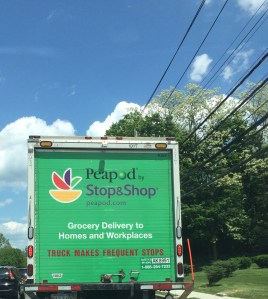 Peapod by
Stop&Shop
peapod.com
Grocery Delivery to
Homes and Workplaces
TRUCK MAKES FREQUENT STOPS